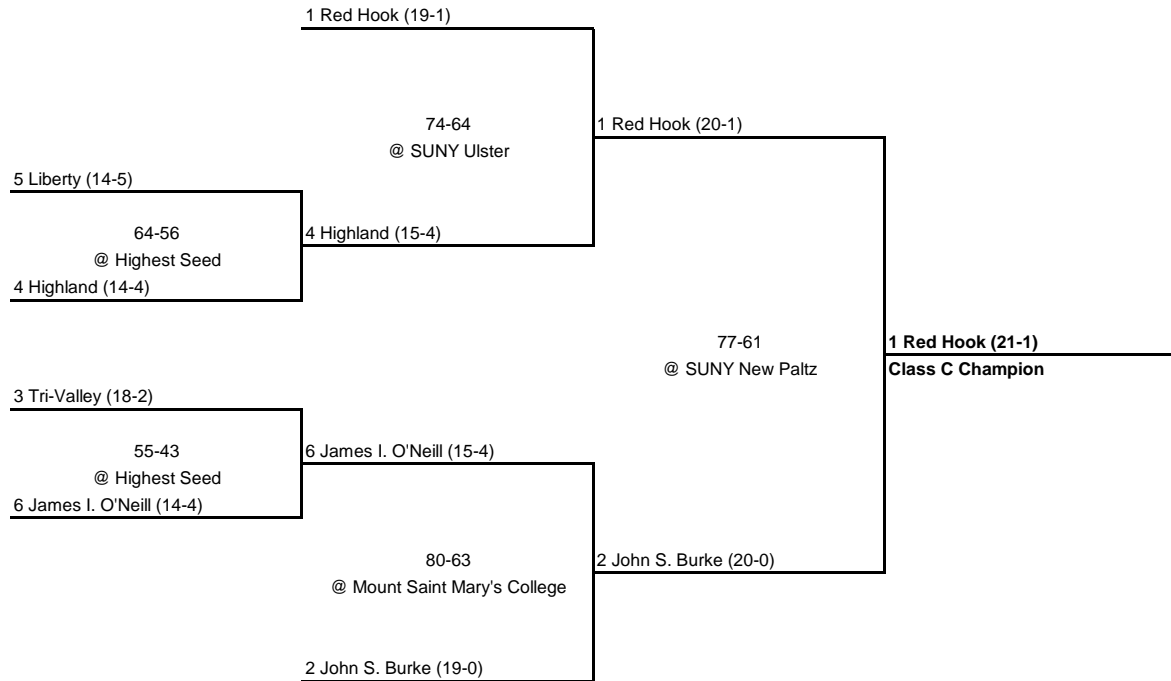 1 Red Hook (19-1)
74-64
@ SUNY Ulster
1 Red Hook (20-1)
5 Liberty (14-5)
64-56
@ Highest Seed
4 Highland (15-4)
4 Highland (14-4)
77-61
@ SUNY New Paltz
1 Red Hook (21-1)
Class C Champion
3 Tri-Valley (18-2)
55-43
@ Highest Seed
6 James I. O'Neill (15-4)
6 James I. O'Neill (14-4)
80-63
@ Mount Saint Mary's College
2 John S. Burke (20-0)
2 John S. Burke (19-0)